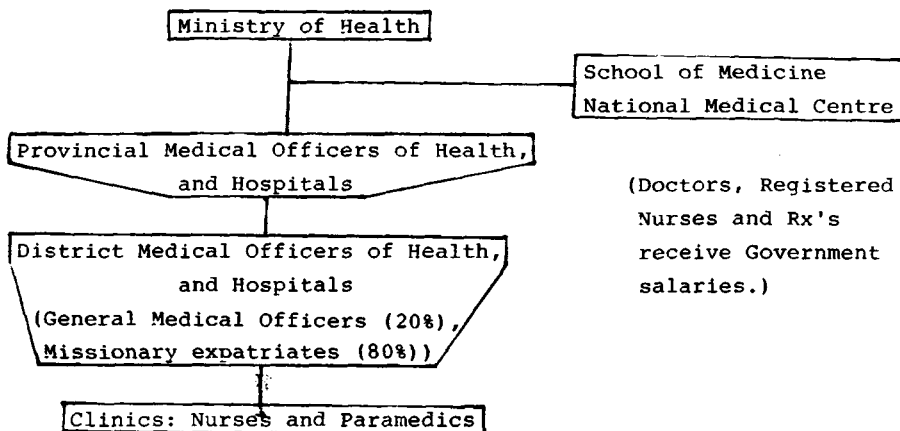 Ministry of Health
School of Medicine
National Medical Centre
Provincial Medical Officers of Health,
and Hospitals
(Doctors, Registered
Nurses and Rx's
receive Government
salaries.)
District Medical Officers of Health,
and Hospitals
(General Medical Officers (20%),
Missionary expatriates (80%))
Clinics: Nurses and Paramedics